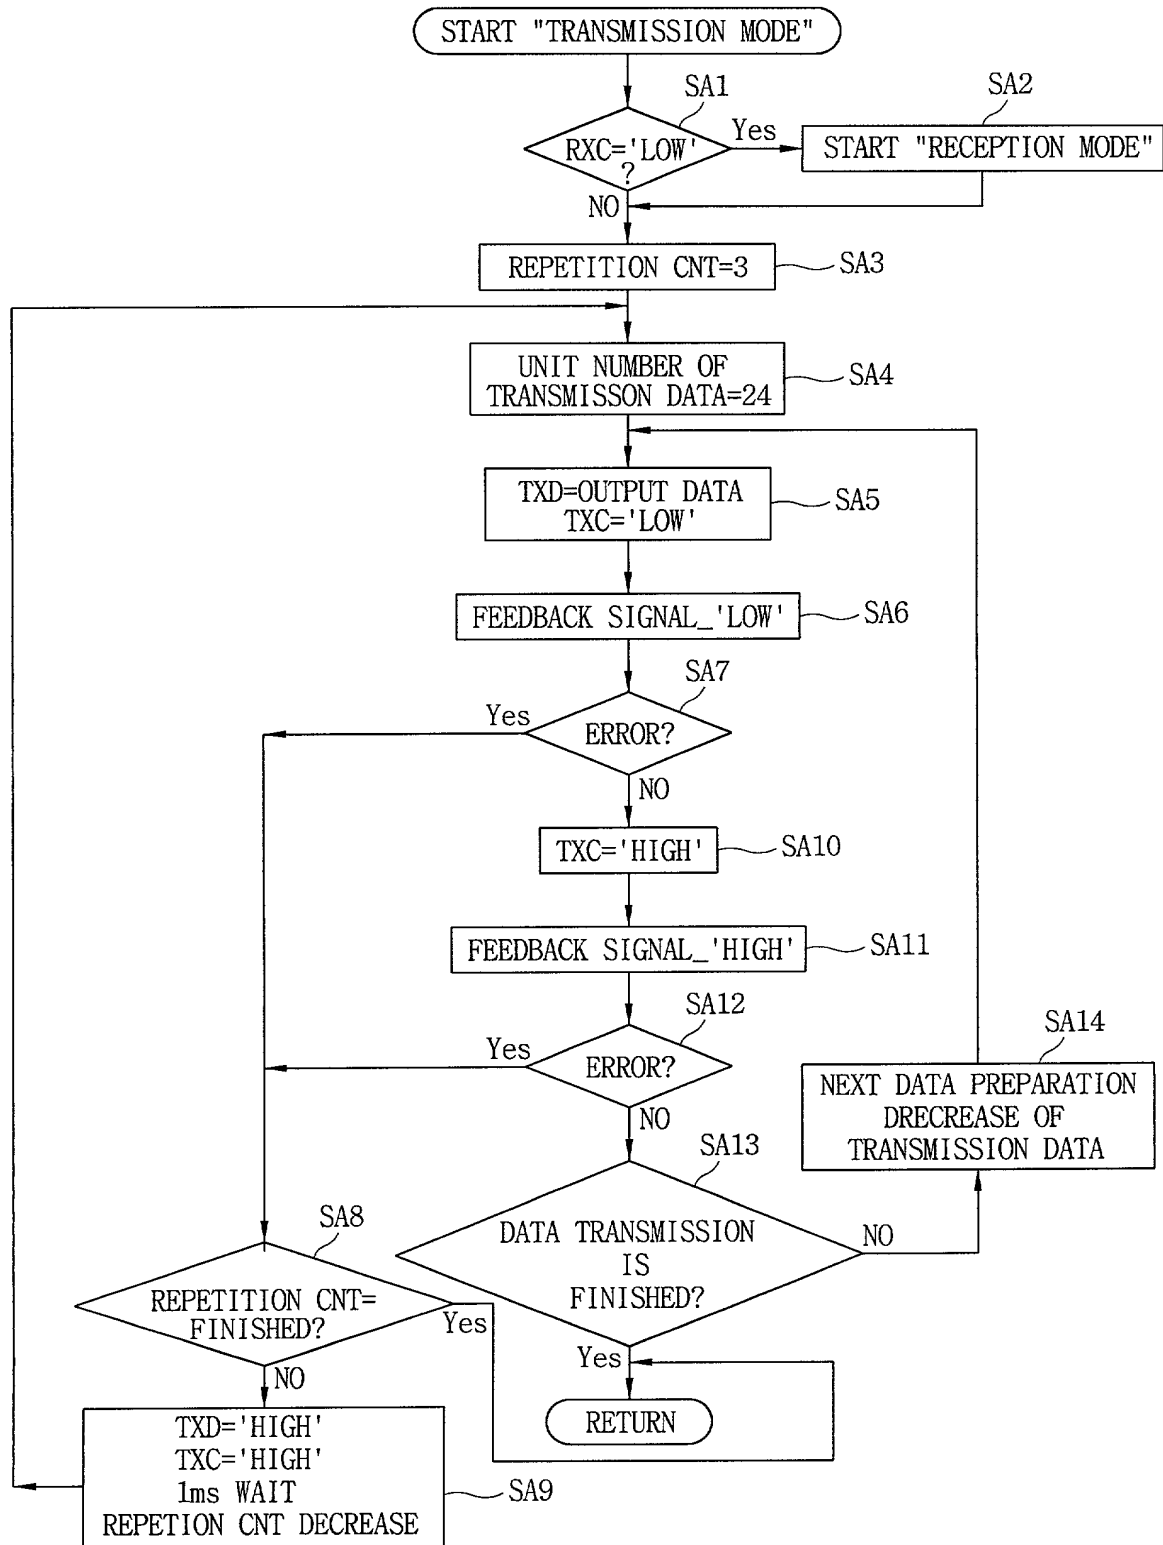 START "TRANSMISSION MODE"
SA1
SA2
RXC='LOW'
?
Yes
START "RECEPTION MODE"
NO
REPETITION CNT=3
SA3
UNIT NUMBER OF
TRANSMISSON DATA=24
SA4
TXD=OUTPUT DATA
TXC='LOW'
SA5
FEEDBACK SIGNAL_'LOW'
SA6
SA7
Yes
ERROR?
NO
TXC='HIGH'
SA10
FEEDBACK SIGNAL_'HIGH'
SA11
SA12
Yes
ERROR?
NO
SA14
NEXT DATA PREPARATION
DRECREASE OF
TRANSMISSION DATA
SA13
DATA TRANSMISSION
IS
FINISHED?
NO
SA8
REPETITION CNT=
FINISHED?
Yes
Yes
NO
RETURN
TXD='HIGH'
TXC='HIGH'
1ms WAIT
REPETION CNT DECREASE
SA9